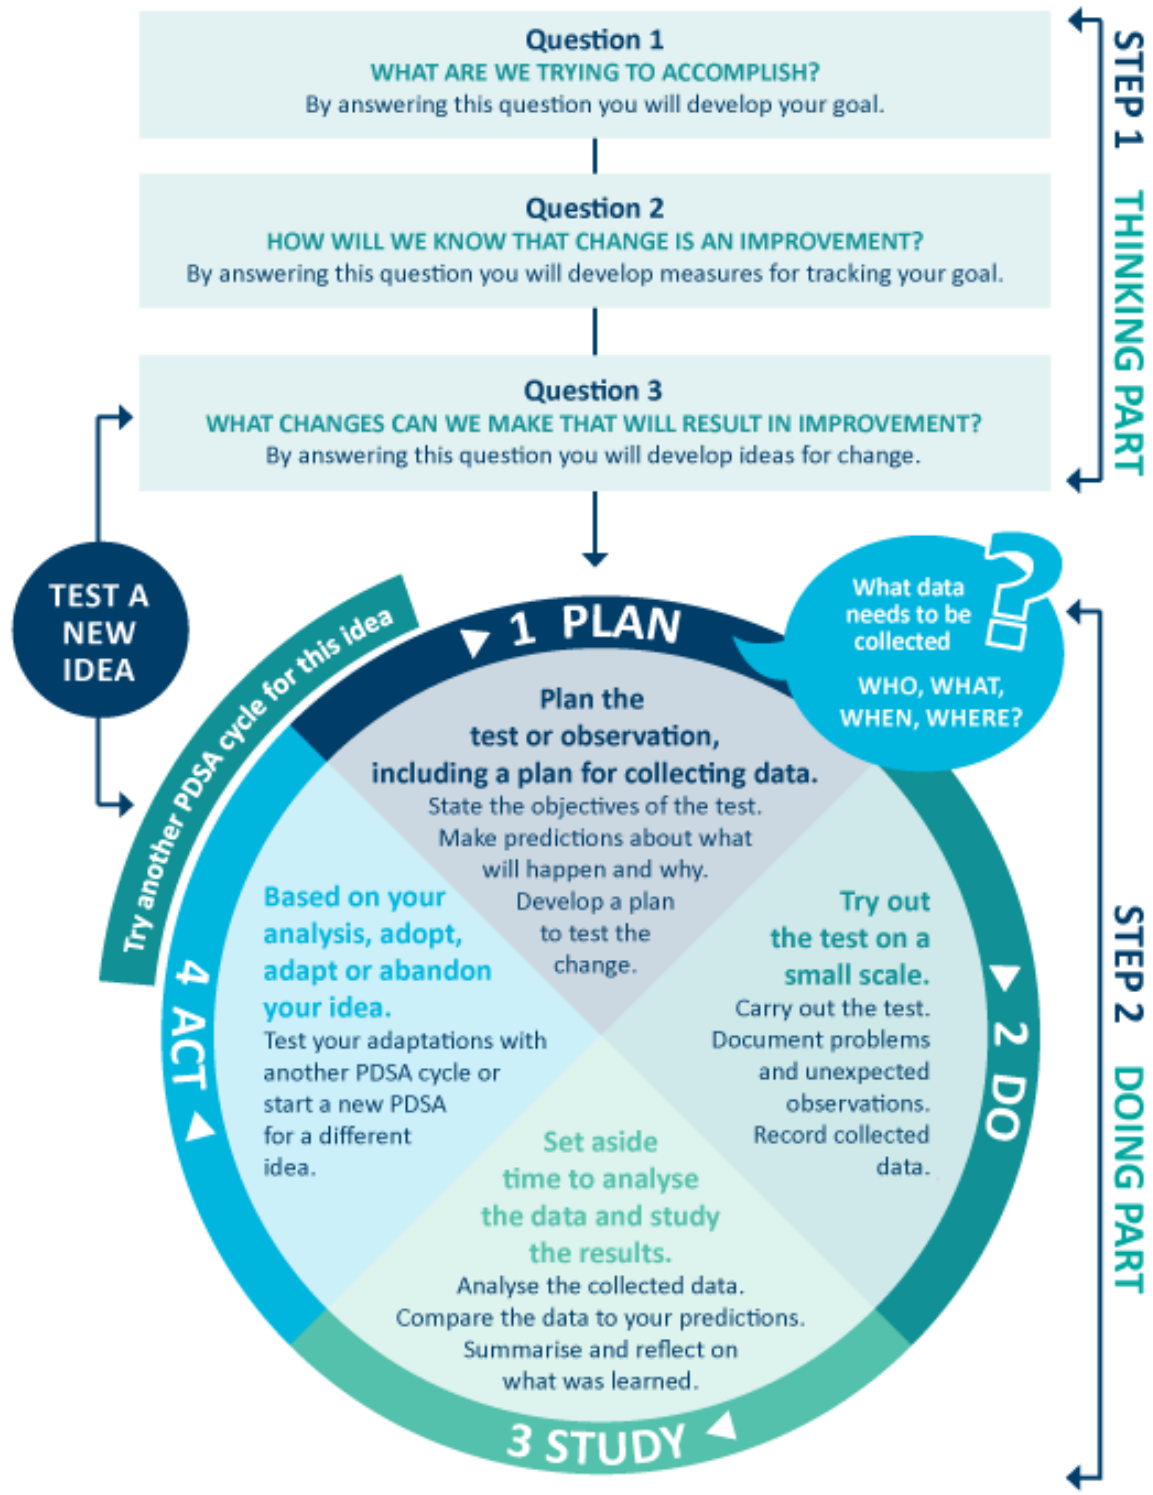 Question 1
WHAT ARE WE TRYING TO ACCOMPLISH?
By answering this question you will develop your goal.
Question 2
HOW WILL WE KNOW THAT CHANGE IS AN IMPROVEMENT?
By answering this question you will develop measures for tracking your goal.
Question 3
WHAT CHANGES CAN WE MAKE THAT WILL RESULT IN IMPROVEMENT?
By answering this question you will develop ideas for change.
STEP 1 THINKING PART
TEST A
NEW
IDEA
Try another PDSA cycle for this idea
1 PLAN
What data
needs to be
collected
?
WHO, WHAT,
WHEN, WHERE?
Plan the
test or observation,
including a plan for collecting data.
State the objectives of the test.
Make predictions about what
will happen and why.
Develop a plan
to test the
change.
2 DO
Try out
the test on a
small scale.
Carry out the test.
Document problems
and unexpected
observations.
Record collected
data.
3 STUDY
Set aside
time to analyse
the data and study
the results.
Analyse the collected data.
Compare the data to your predictions.
Summarise and reflect on
what was learned.
4 ACT
Based on your
analysis, adopt,
adapt or abandon
your idea.
Test your adaptations with
another PDSA cycle or
start a new PDSA
for a different
idea.
STEP 2 DOING PART